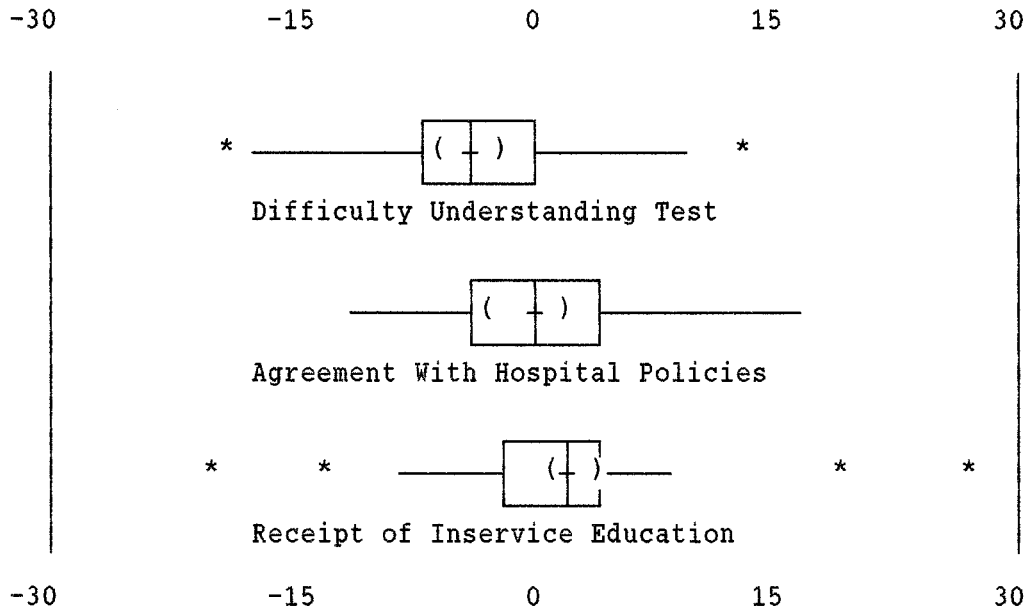 -30 -15 0 15 30
* ( ) *
Difficulty Understanding Test
( )
Agreement With Hospital Policies
* * ( ) * *
Receipt of Inservice Education
-30 -15 0 15 30